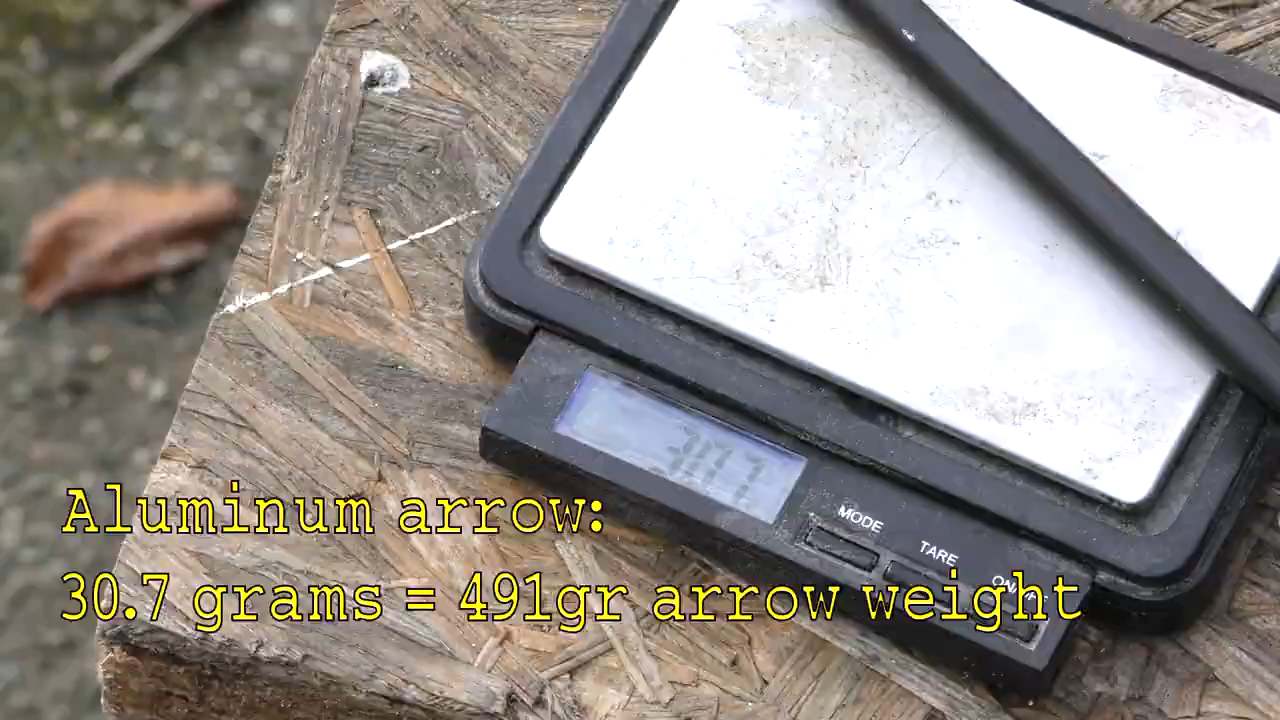 30.7
MODE
TARE
Aluminum arrow:
30.7 grams = 491gr arrow weight